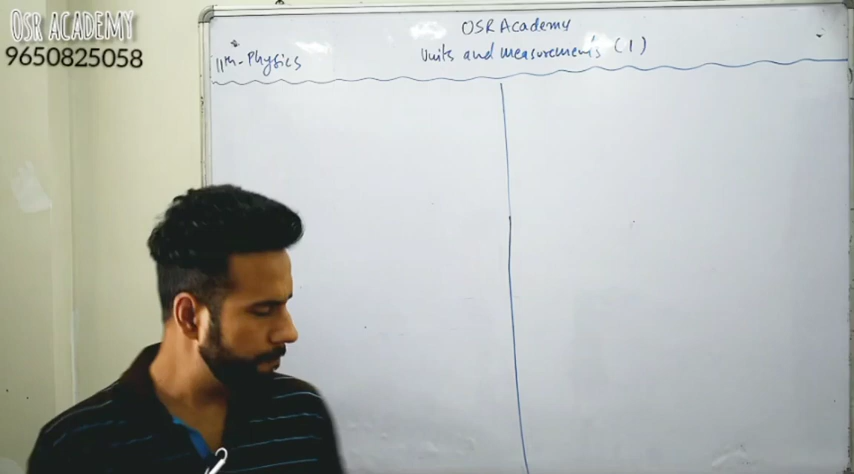 OSR ACADEMY
9650825058
OSR Academy
11th - Physics
Units and measurements (1)